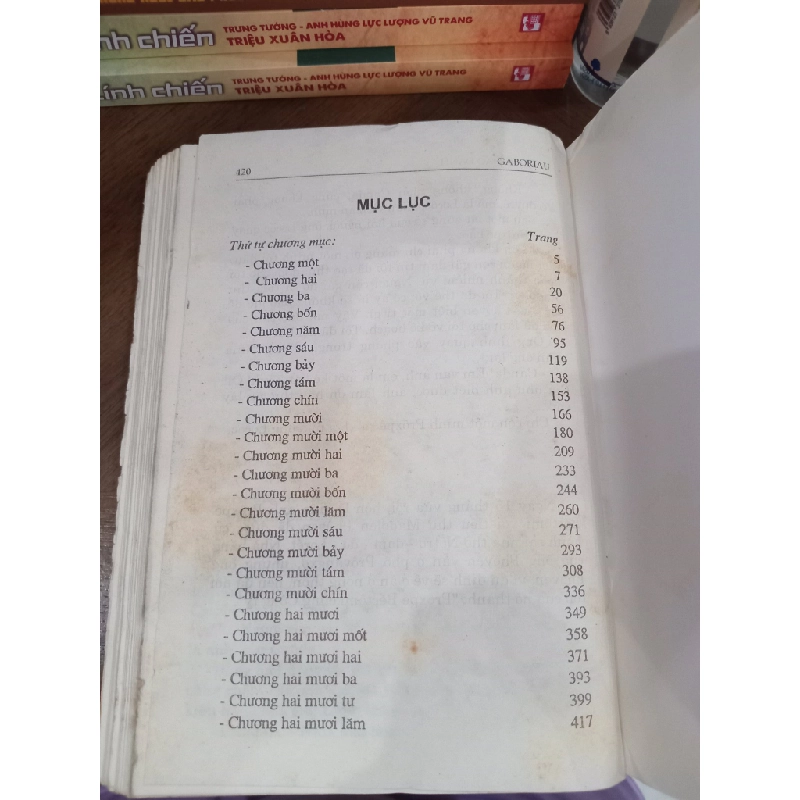 ính chiến
TRUNG TƯỚNG - ANH HÙNG LỰC LƯỢNG VŨ TRANG
TRIỆU XUÂN HÒA
ính chiến
TRUNG TƯỚNG - ANH HÙNG LỰC LƯỢNG VŨ TRANG
TRIỆU XUÂN HÒA
420 GABORIAU
MỤC LỤC
Thứ tự chương mục: Trang
- Chương một 5
- Chương hai 7
- Chương ba 20
- Chương bốn 56
- Chương năm 76
- Chương sáu 95
- Chương bảy 119
- Chương tám 138
- Chương chín 153
- Chương mười 166
- Chương mười một 180
- Chương mười hai 209
- Chương mười ba 233
- Chương mười bốn 244
- Chương mười lăm 260
- Chương mười sáu 271
- Chương mười bảy 293
- Chương mười tám 308
- Chương mười chín 336
- Chương hai mươi 349
- Chương hai mươi mốt 358
- Chương hai mươi hai 371
- Chương hai mươi ba 393
- Chương hai mươi tư 399
- Chương hai mươi lăm 417